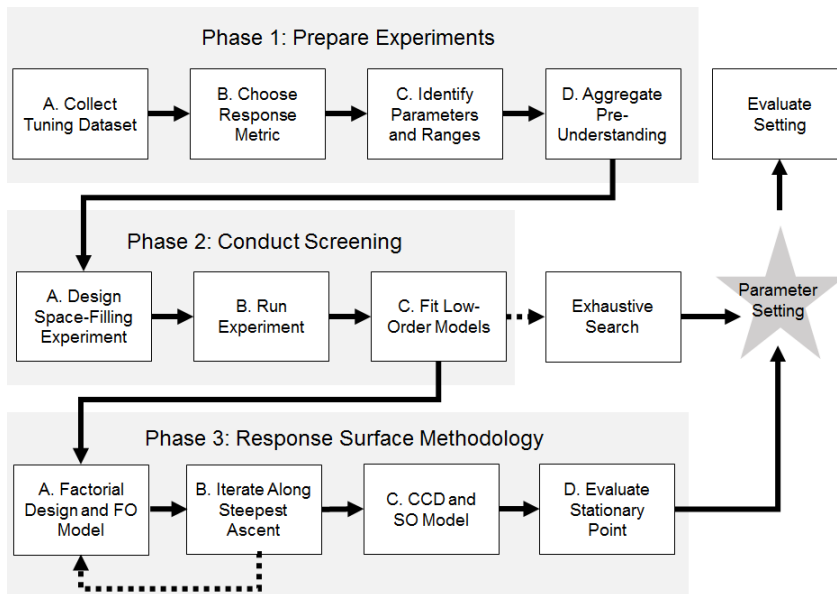 Phase 1: Prepare Experiments
A. Collect
Tuning Dataset
B. Choose
Response
Metric
C. Identify
Parameters
and Ranges
D. Aggregate
Pre-
Understanding
Evaluate
Setting
Phase 2: Conduct Screening
A. Design
Space-Filling
Experiment
B. Run
Experiment
C. Fit Low-
Order Models
Exhaustive
Search
Parameter
Setting
Phase 3: Response Surface Methodology
A. Factorial
Design and FO
Model
B. Iterate Along
Steepest
Ascent
C. CCD and
SO Model
D. Evaluate
Stationary
Point